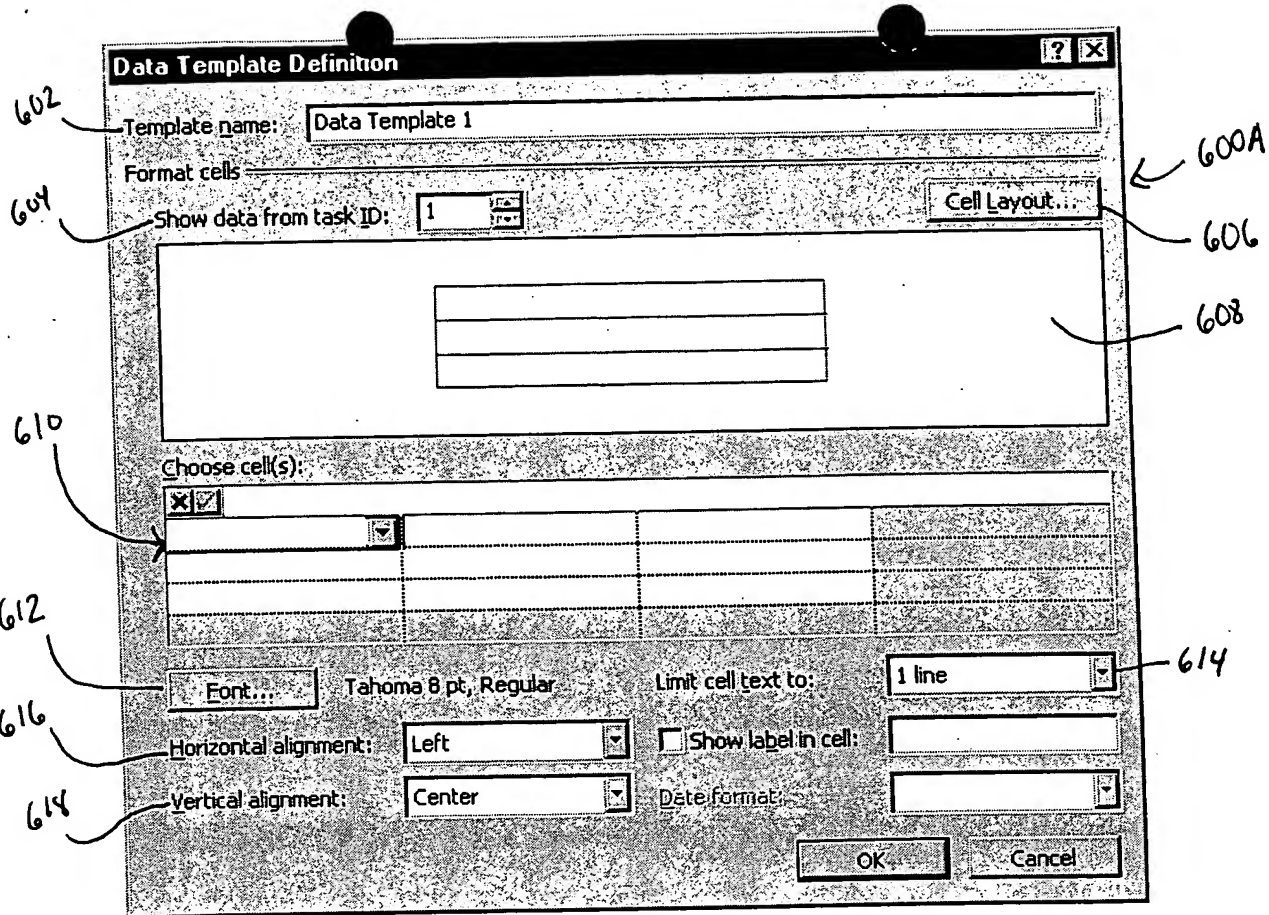 Data Template Definition
602
Template name: Data Template 1
600A
Format cells
604
Show data from task ID: 1
Cell Layout...
606
608
610
Choose cell(s):
612
Font... Tahoma 8 pt, Regular Limit cell text to: 1 line
614
616
Horizontal alignment: Left Show label in cell:
618
Vertical alignment: Center Date format:
OK Cancel